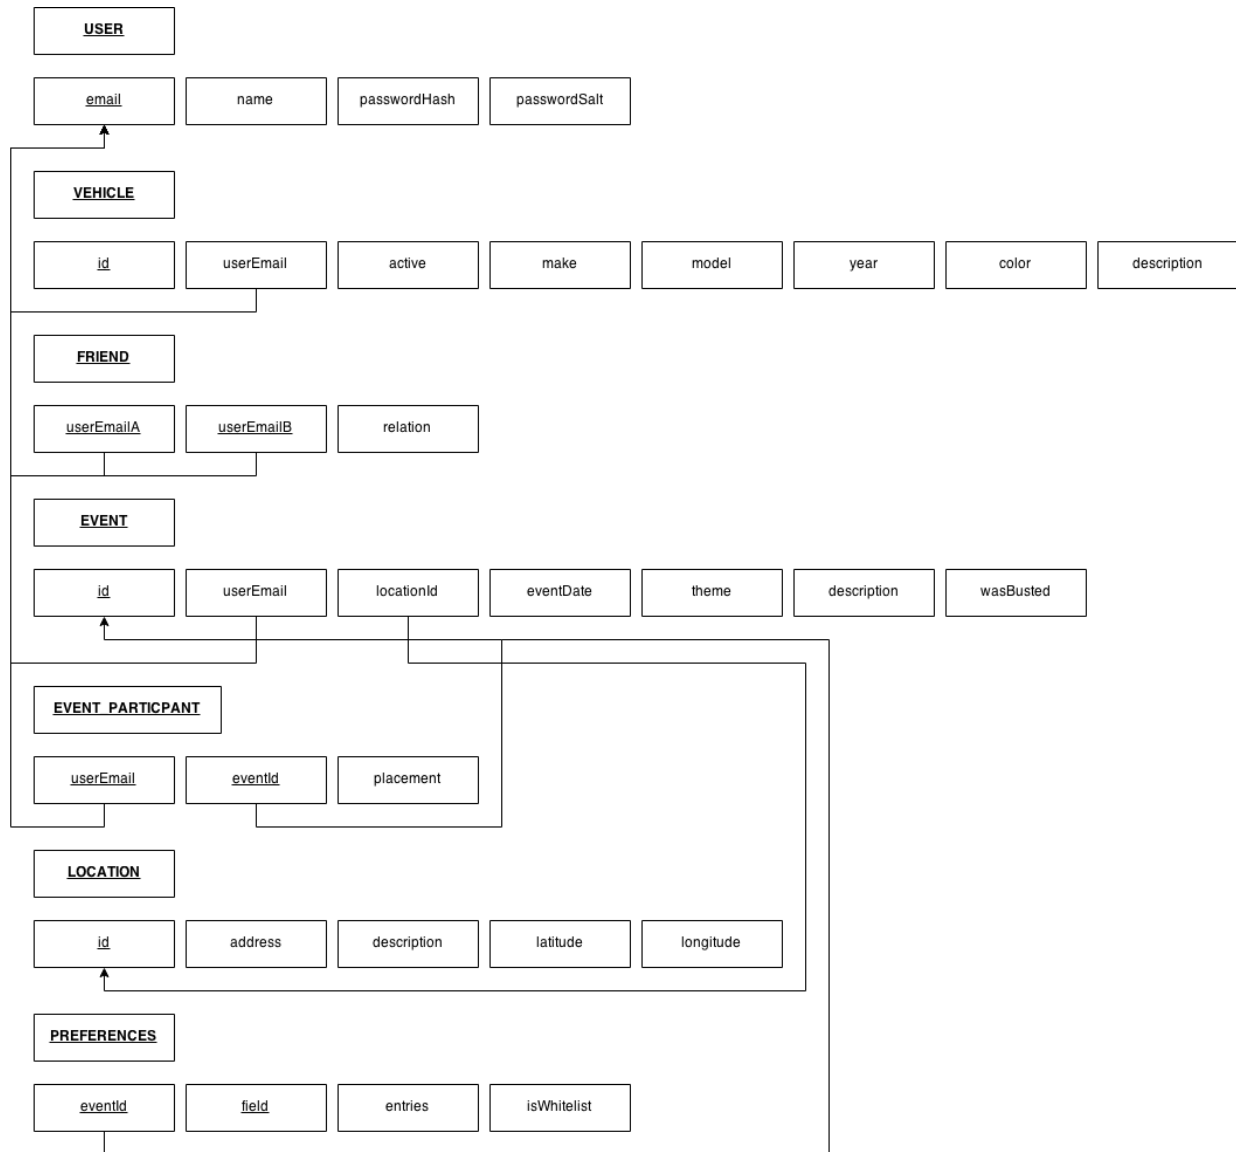 USER
email name passwordHash passwordSalt
VEHICLE
id userEmail active make model year color description
FRIEND
userEmailA userEmailB relation
EVENT
id userEmail locationId eventDate theme description wasBusted
EVENT_PARTICPANT
userEmail eventId placement
LOCATION
id address description latitude longitude
PREFERENCES
eventId field entries isWhitelist